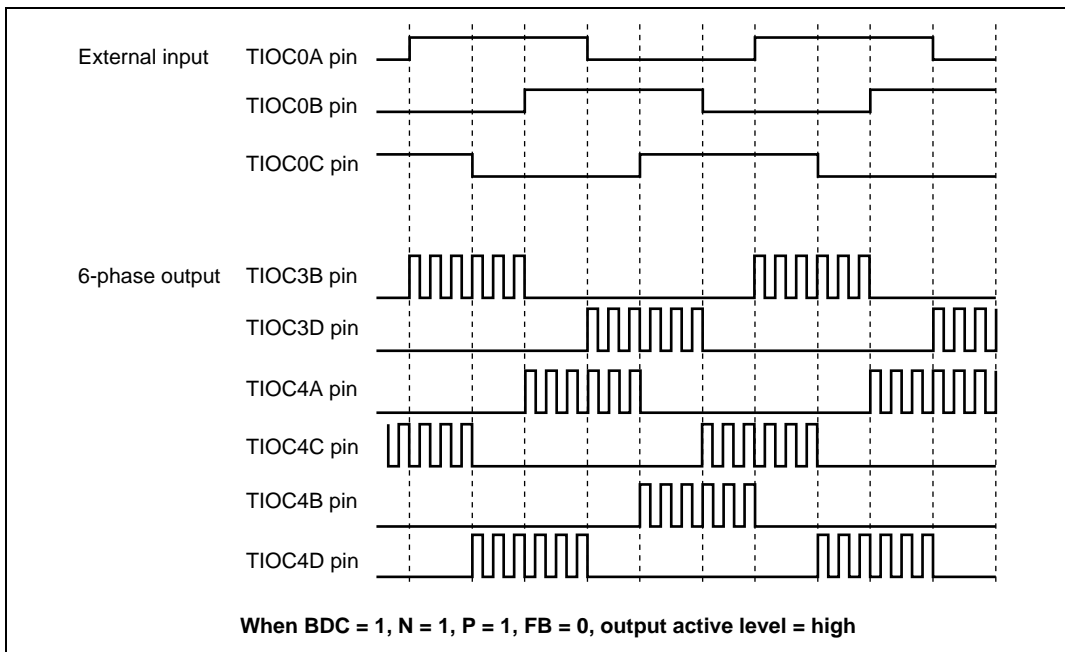 External input TIOC0A pin
TIOC0B pin
TIOC0C pin
6-phase output TIOC3B pin
TIOC3D pin
TIOC4A pin
TIOC4C pin
TIOC4B pin
TIOC4D pin
When BDC = 1, N = 1, P = 1, FB = 0, output active level = high